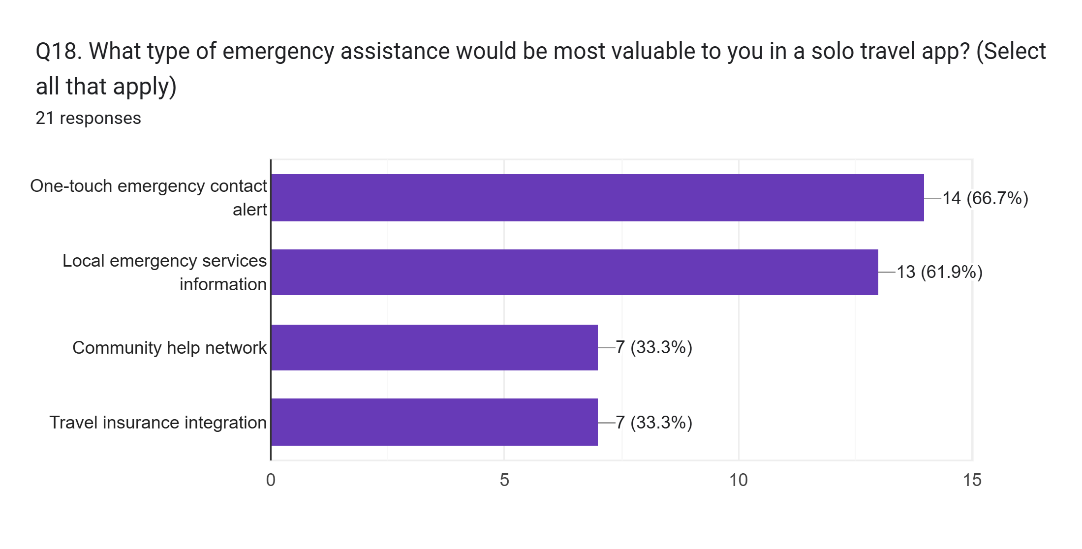 Q18. What type of emergency assistance would be most valuable to you in a solo travel app? (Select
all that apply)
21 responses
One-touch emergency contact
alert
14 (66.7%)
Local emergency services
information
13 (61.9%)
Community help network
7 (33.3%)
Travel insurance integration
7 (33.3%)
0
5
10
15